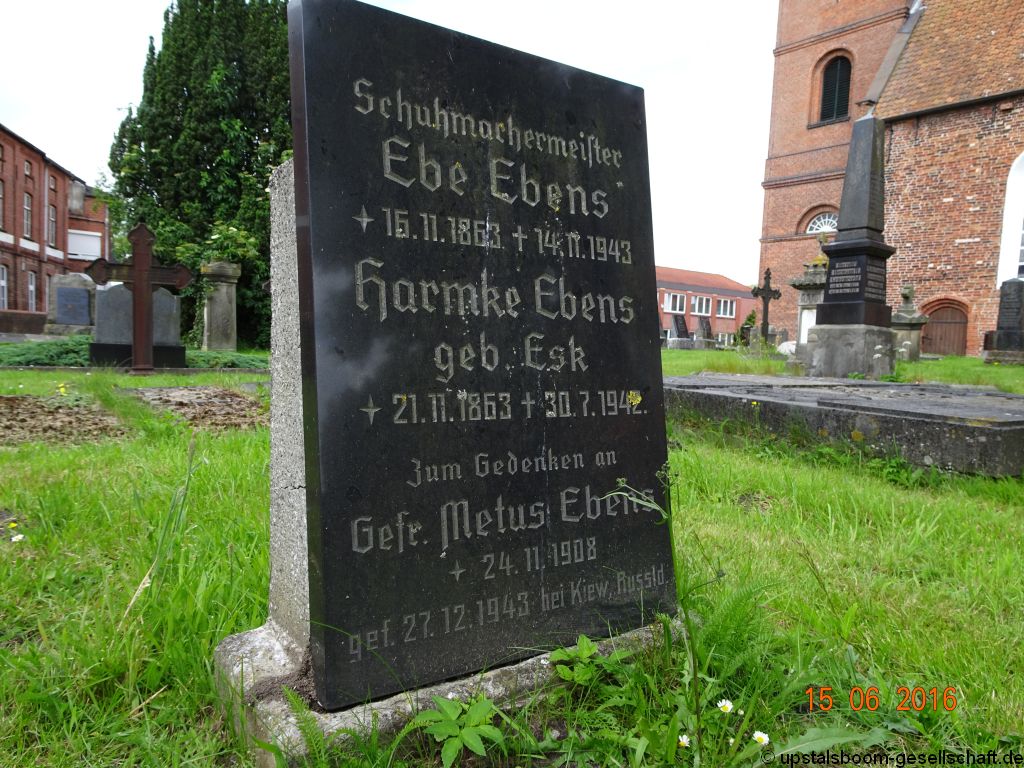 Schuhmachermeister
Ebe Ebens
16.11.1863 + 14.11.1943
Harmke Ebens
geb. Esk
21.11.1863 + 30.7.1942.
Zum Gedenken an
Gefr. Metus Ebens
24.11.1908
gef. 27.12.1943 bei Kiew, Russld.
15 06 2016
© upstalsboom-gesellschaft.de